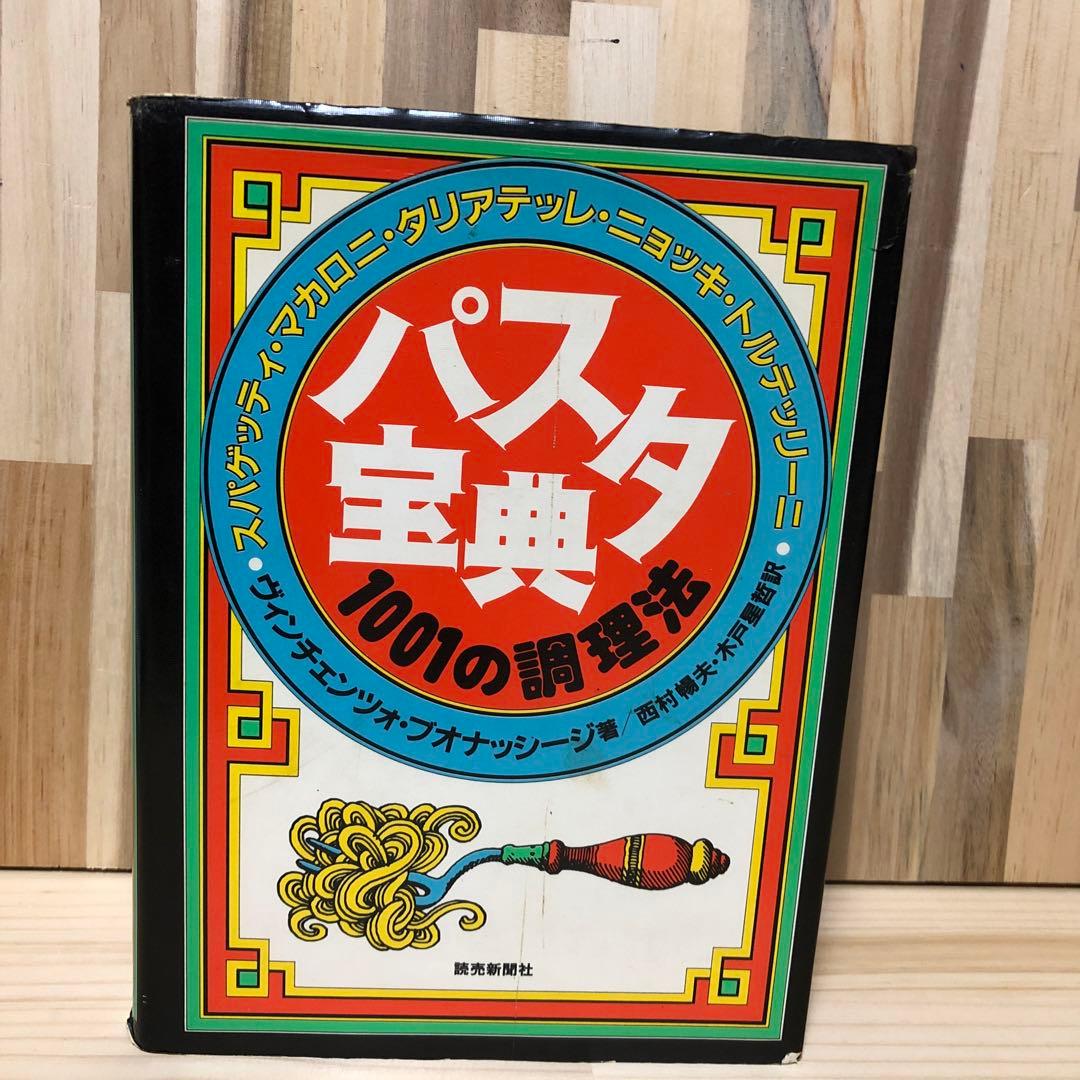 スパゲッティ・マカロニ・タリアテッレ・ニョッキ・トルテッリーニ
パスタ
宝典
1001の調理法
ヴィンチェンツォ・ブオナッシージ著/西村暢夫・木戸星哲訳
読売新聞社